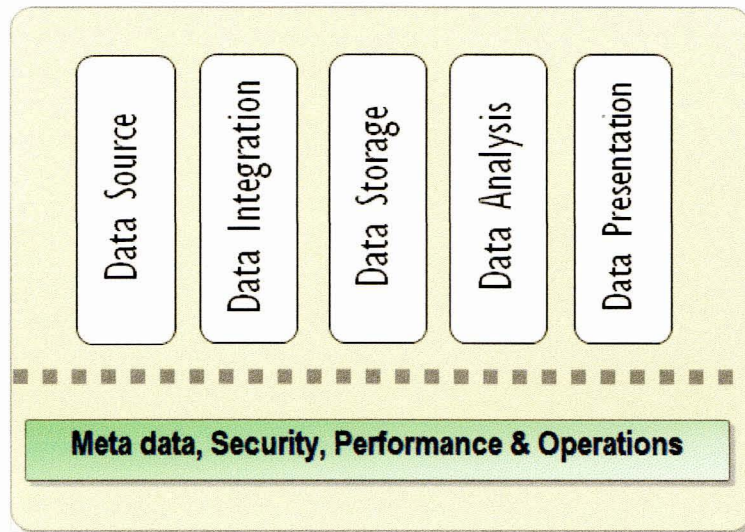 Data Source
Data Integration
Data Storage
Data Analysis
Data Presentation
Meta data, Security, Performance & Operations